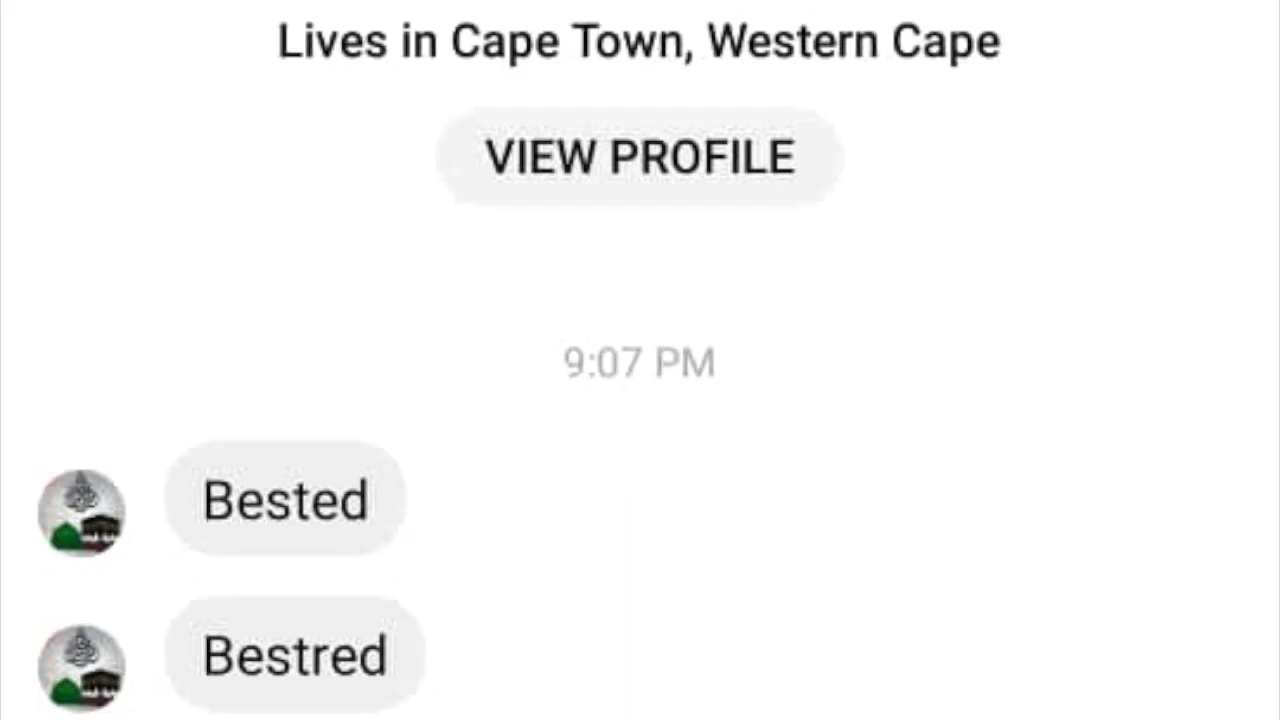 Lives in Cape Town, Western Cape
VIEW PROFILE
9:07 PM
Bested
Bestred